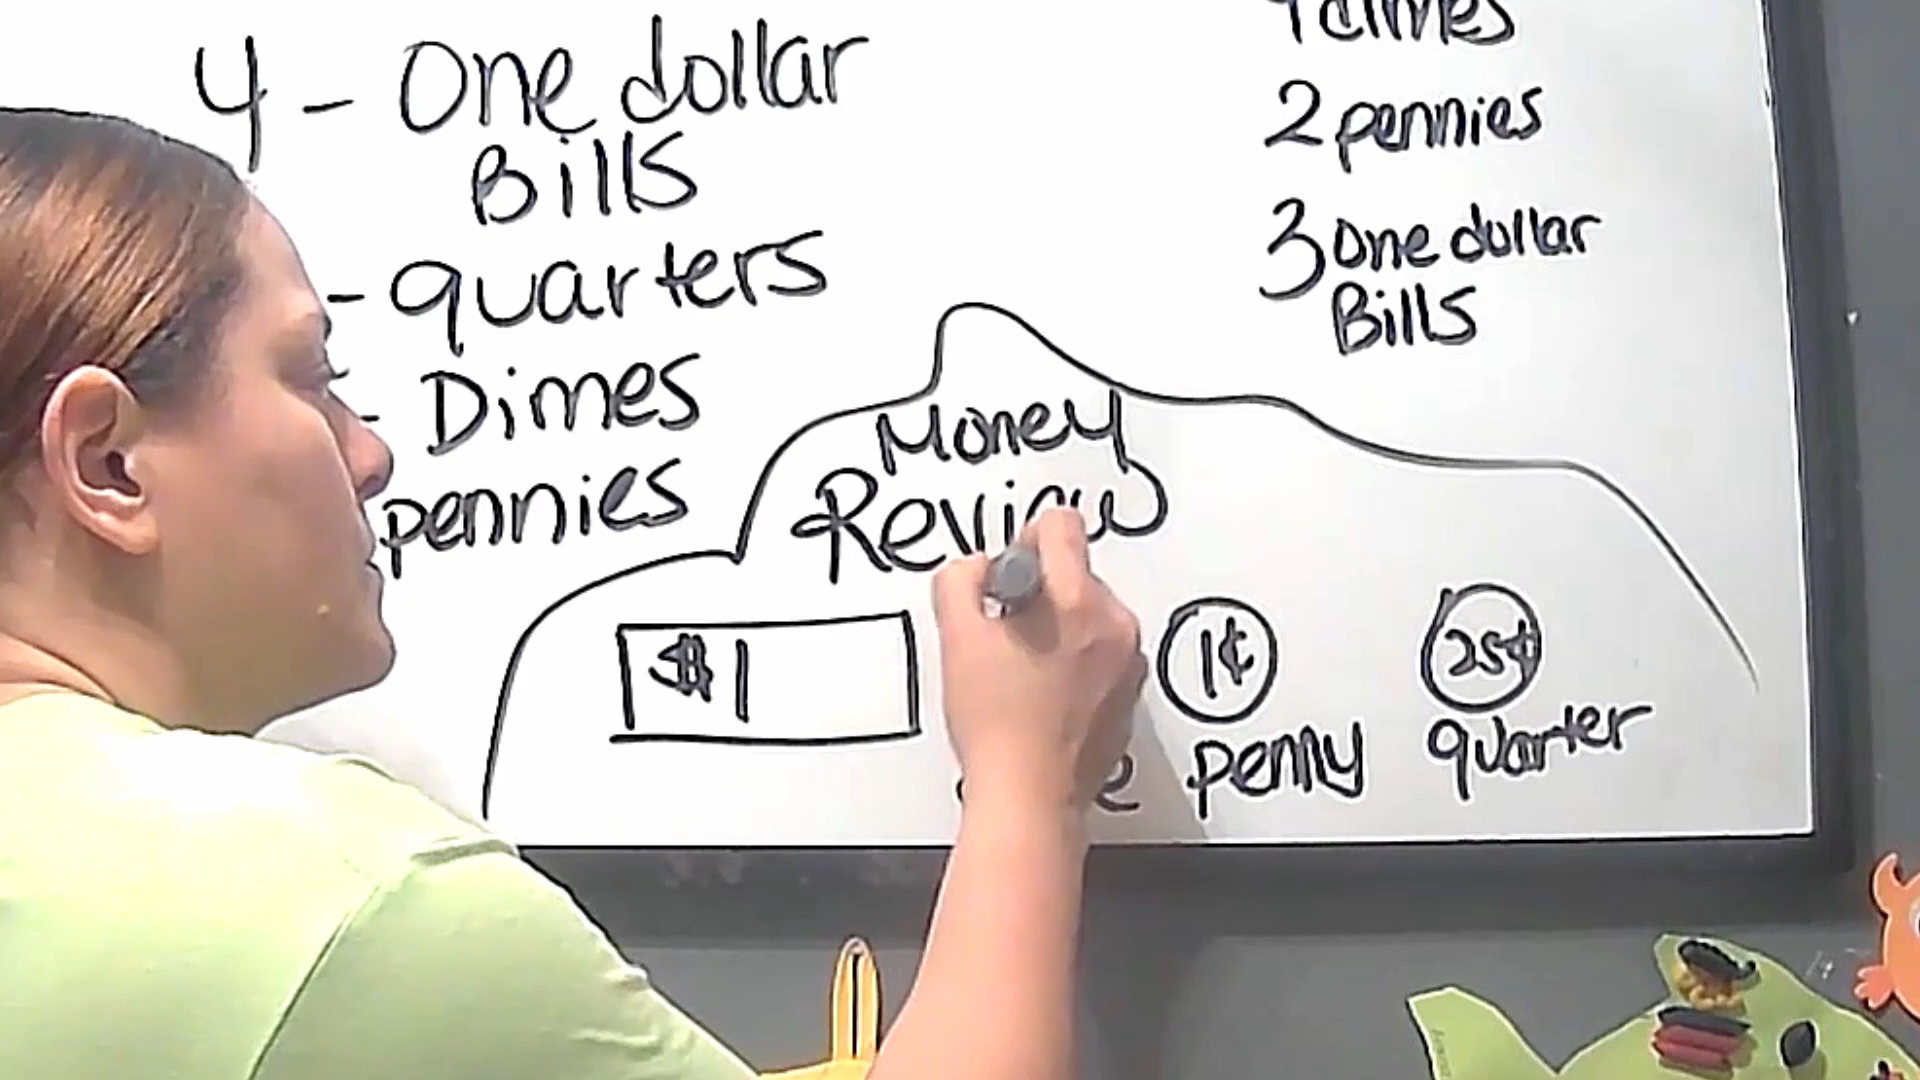 4 - One dollar
Bills
- quarters
- Dimes
pennies
dimes
2 pennies
3 One dollar
Bills
Money
Review
$1
1¢
25¢
penny
quarter